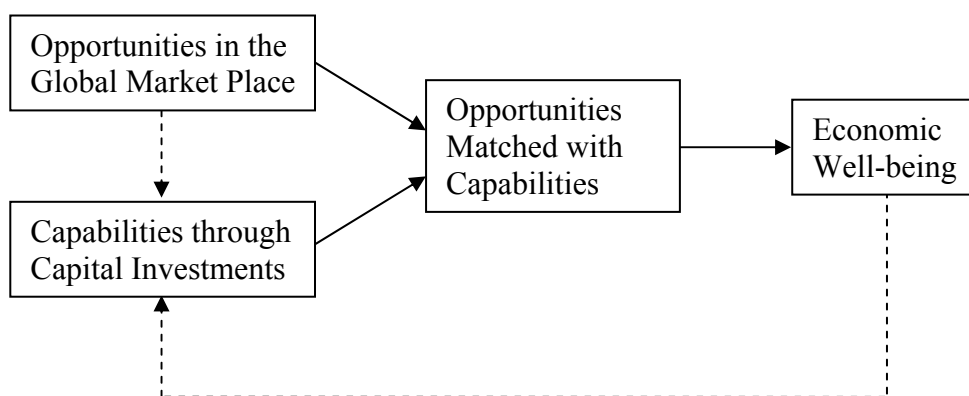 Opportunities in the
Global Market Place
Opportunities
Matched with
Capabilities
Economic
Well-being
Capabilities through
Capital Investments